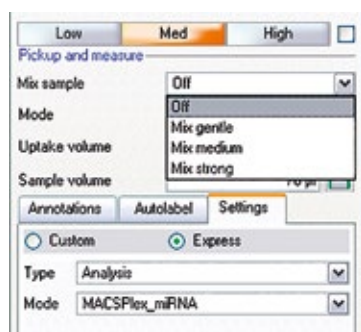 Low Med High
Pickup and measure
Mix sample Off
Mode Off
Mix gentle
Uptake volume Mix medium
Mix strong
Sample volume
Annotations Autolabel Settings
Custom Express
Type Analysis
Mode MACSPlex_miRNA